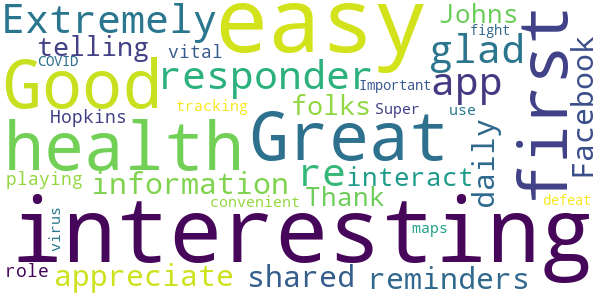 Extremely
easy
Johns
first
telling
COVID
vital
fight
glad
Facebook
Good
responder
Important
app
tracking
folks
Super
use
Hopkins
health
Great
daily
re
interact
playing
information
Thank
convenient
defeat
interesting
virus
maps
role
appreciate
shared
reminders